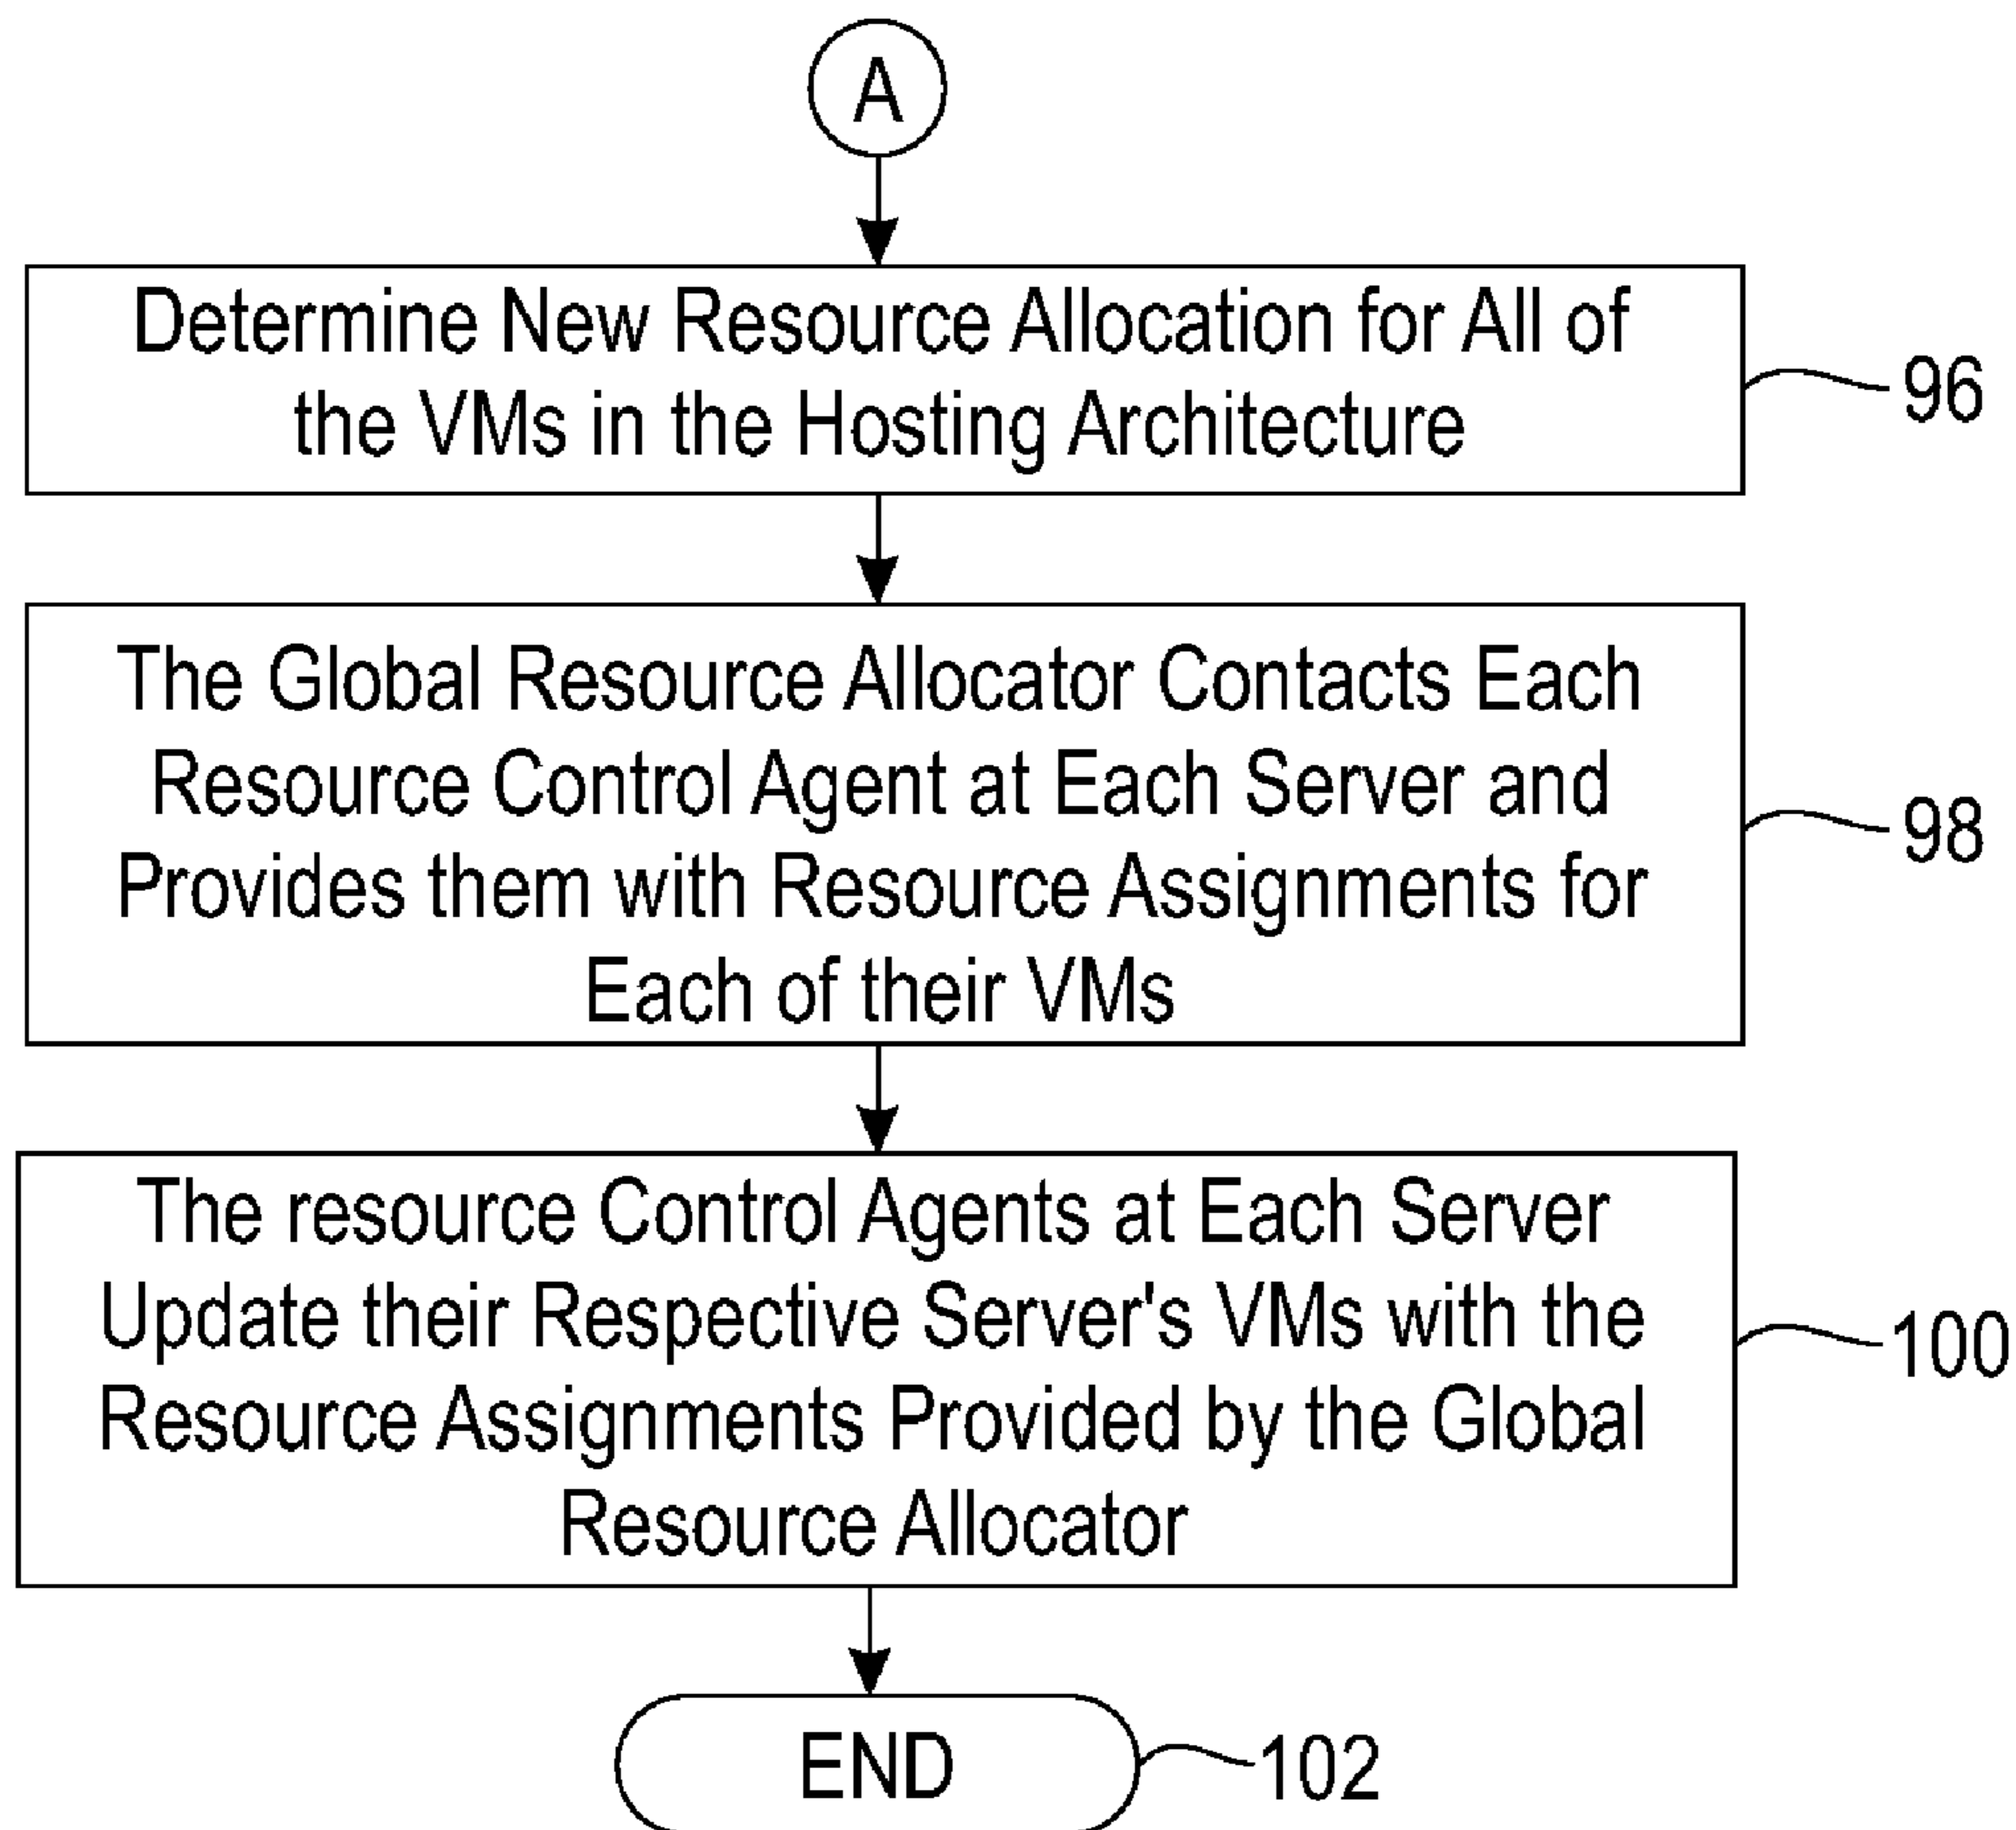 A
Determine New Resource Allocation for All of
the VMs in the Hosting Architecture
96
The Global Resource Allocator Contacts Each
Resource Control Agent at Each Server and
Provides them with Resource Assignments for
Each of their VMs
98
The resource Control Agents at Each Server
Update their Respective Server's VMs with the
Resource Assignments Provided by the Global
Resource Allocator
100
END
102